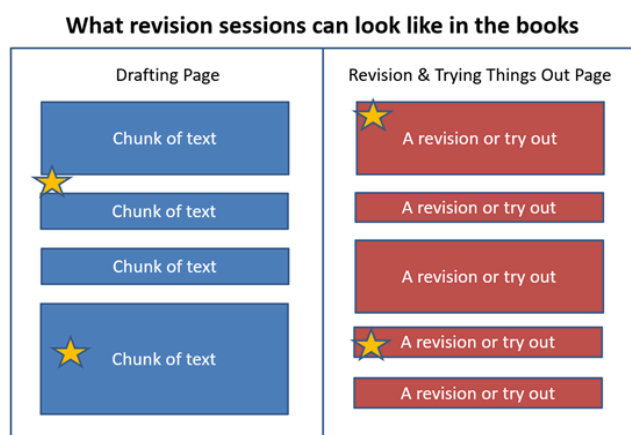 What revision sessions can look like in the books
Drafting Page
Chunk of text
Chunk of text
Chunk of text
Chunk of text
Revision & Trying Things Out Page
A revision or try out
A revision or try out
A revision or try out
A revision or try out
A revision or try out